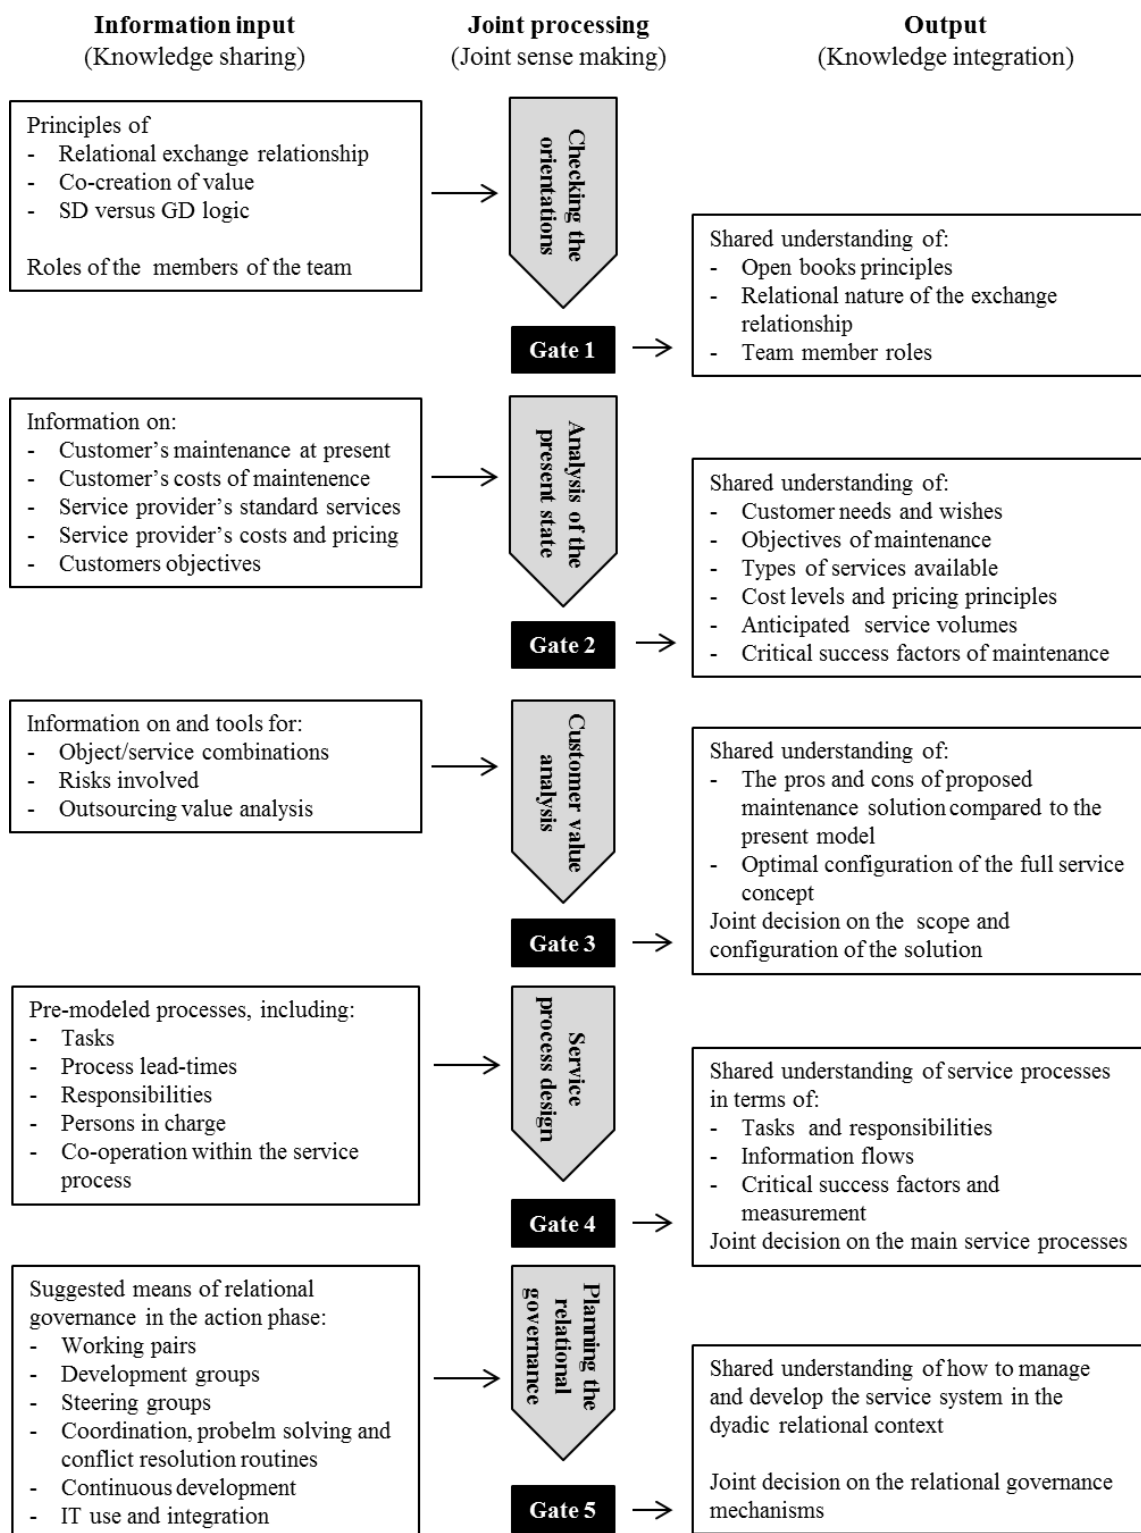 Information input
(Knowledge sharing)
Joint processing
(Joint sense making)
Output
(Knowledge integration)
Principles of
- Relational exchange relationship
- Co-creation of value
- SD versus GD logic
Roles of the members of the team
Checking the
orientations
Gate 1
Shared understanding of:
- Open books principles
- Relational nature of the exchange
relationship
- Team member roles
Information on:
- Customer's maintenance at present
- Customer's costs of maintenence
- Service provider's standard services
- Service provider's costs and pricing
- Customers objectives
Analysis of the
present state
Gate 2
Shared understanding of:
- Customer needs and wishes
- Objectives of maintenance
- Types of services available
- Cost levels and pricing principles
- Anticipated service volumes
- Critical success factors of maintenance
Information on and tools for:
- Object/service combinations
- Risks involved
- Outsourcing value analysis
Customer value
analysis
Gate 3
Shared understanding of:
- The pros and cons of proposed
maintenance solution compared to the
present model
- Optimal configuration of the full service
concept
Joint decision on the scope and
configuration of the solution
Pre-modeled processes, including:
- Tasks
- Process lead-times
- Responsibilities
- Persons in charge
- Co-operation within the service
process
Service
process design
Gate 4
Shared understanding of service processes
in terms of:
- Tasks and responsibilities
- Information flows
- Critical success factors and
measurement
Joint decision on the main service processes
Suggested means of relational
governance in the action phase:
- Working pairs
- Development groups
- Steering groups
- Coordination, probelm solving and
conflict resolution routines
- Continuous development
- IT use and integration
Planning the
relational
governance
Gate 5
Shared understanding of how to manage
and develop the service system in the
dyadic relational context
Joint decision on the relational governance
mechanisms